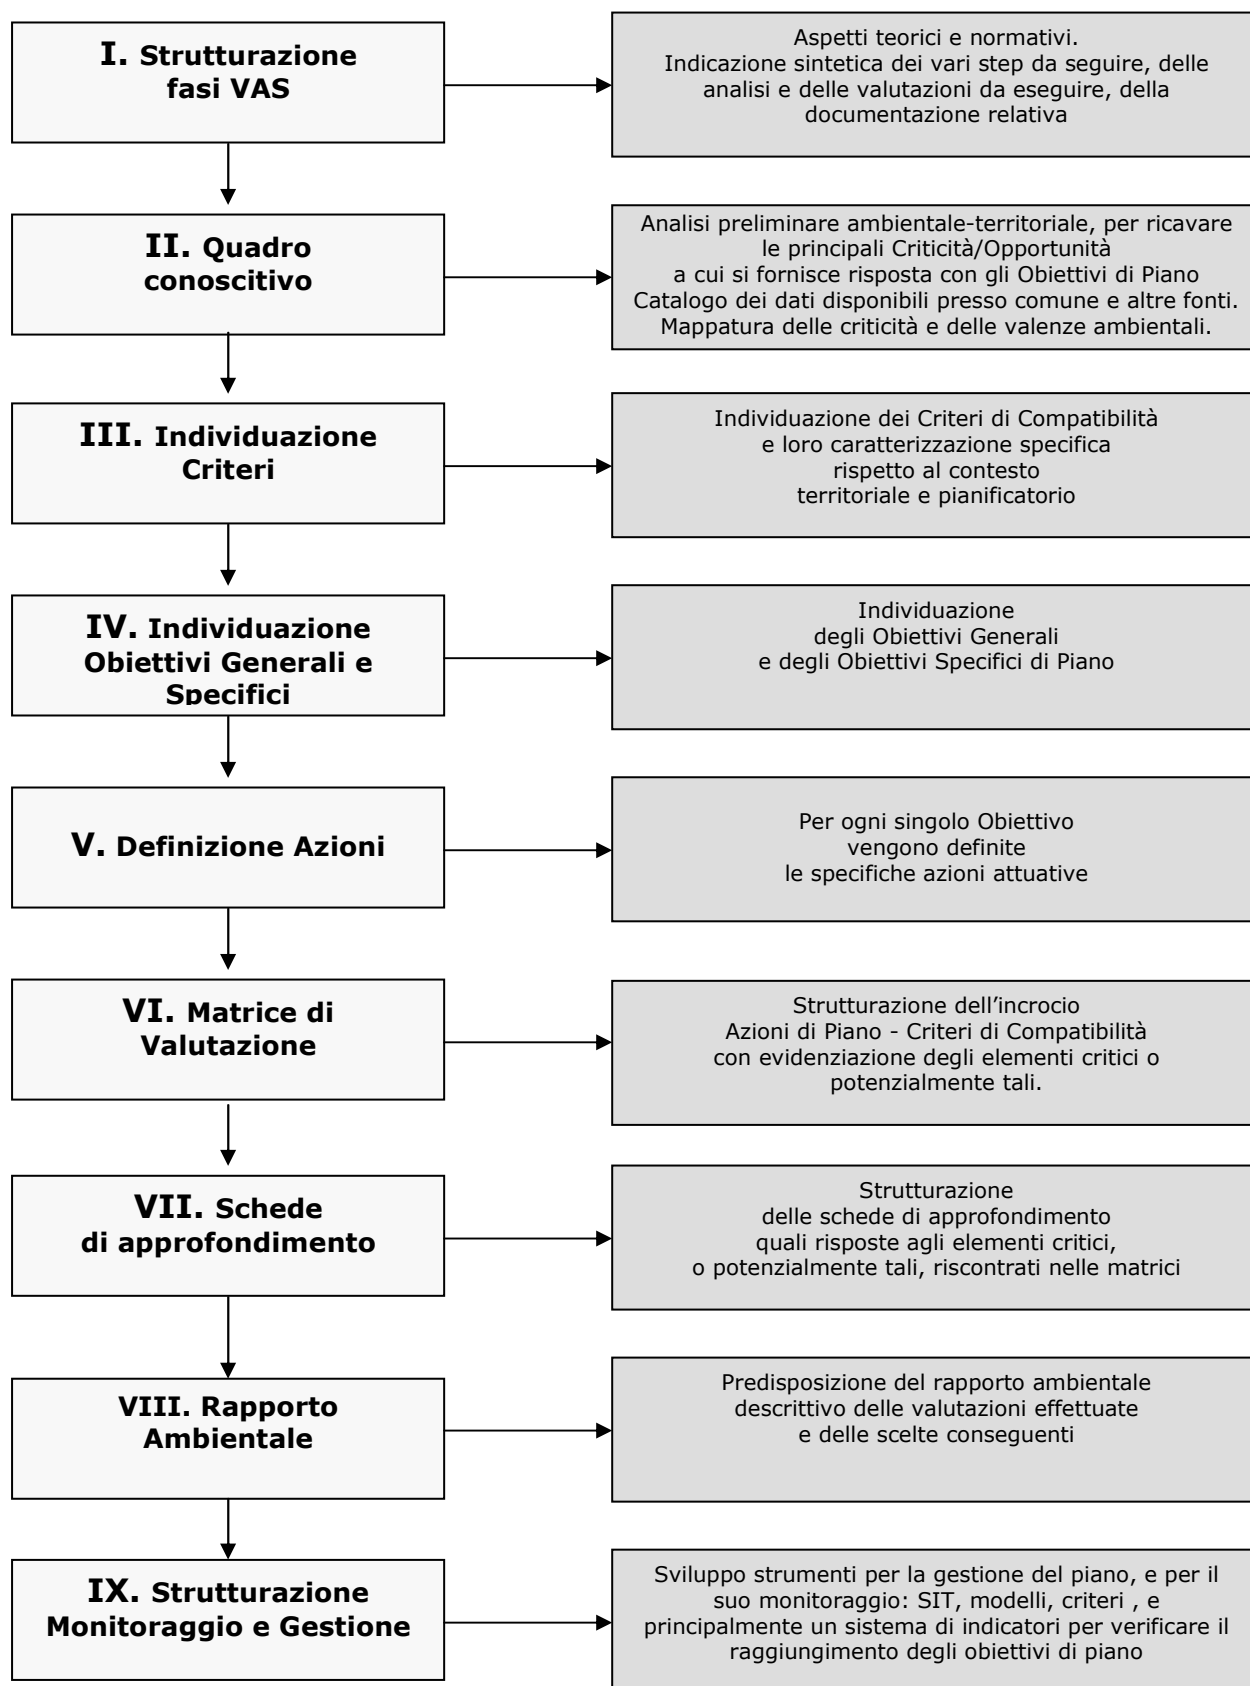 I. Strutturazione
fasi VAS
Aspetti teorici e normativi.
Indicazione sintetica dei vari step da seguire, delle
analisi e delle valutazioni da eseguire, della
documentazione relativa
II. Quadro
conoscitivo
Analisi preliminare ambientale-territoriale, per ricavare
le principali Criticità/Opportunità
a cui si fornisce risposta con gli Obiettivi di Piano
Catalogo dei dati disponibili presso comune e altre fonti.
Mappatura delle criticità e delle valenze ambientali.
III. Individuazione
Criteri
Individuazione dei Criteri di Compatibilità
e loro caratterizzazione specifica
rispetto al contesto
territoriale e pianificatorio
IV. Individuazione
Obiettivi Generali e
Specifici
Individuazione
degli Obiettivi Generali
e degli Obiettivi Specifici di Piano
V. Definizione Azioni
Per ogni singolo Obiettivo
vengono definite
le specifiche azioni attuative
VI. Matrice di
Valutazione
Strutturazione dell’incrocio
Azioni di Piano - Criteri di Compatibilità
con evidenziazione degli elementi critici o
potenzialmente tali.
VII. Schede
di approfondimento
Strutturazione
delle schede di approfondimento
quali risposte agli elementi critici,
o potenzialmente tali, riscontrati nelle matrici
VIII. Rapporto
Ambientale
Predisposizione del rapporto ambientale
descrittivo delle valutazioni effettuate
e delle scelte conseguenti
IX. Strutturazione
Monitoraggio e Gestione
Sviluppo strumenti per la gestione del piano, e per il
suo monitoraggio: SIT, modelli, criteri , e
principalmente un sistema di indicatori per verificare il
raggiungimento degli obiettivi di piano